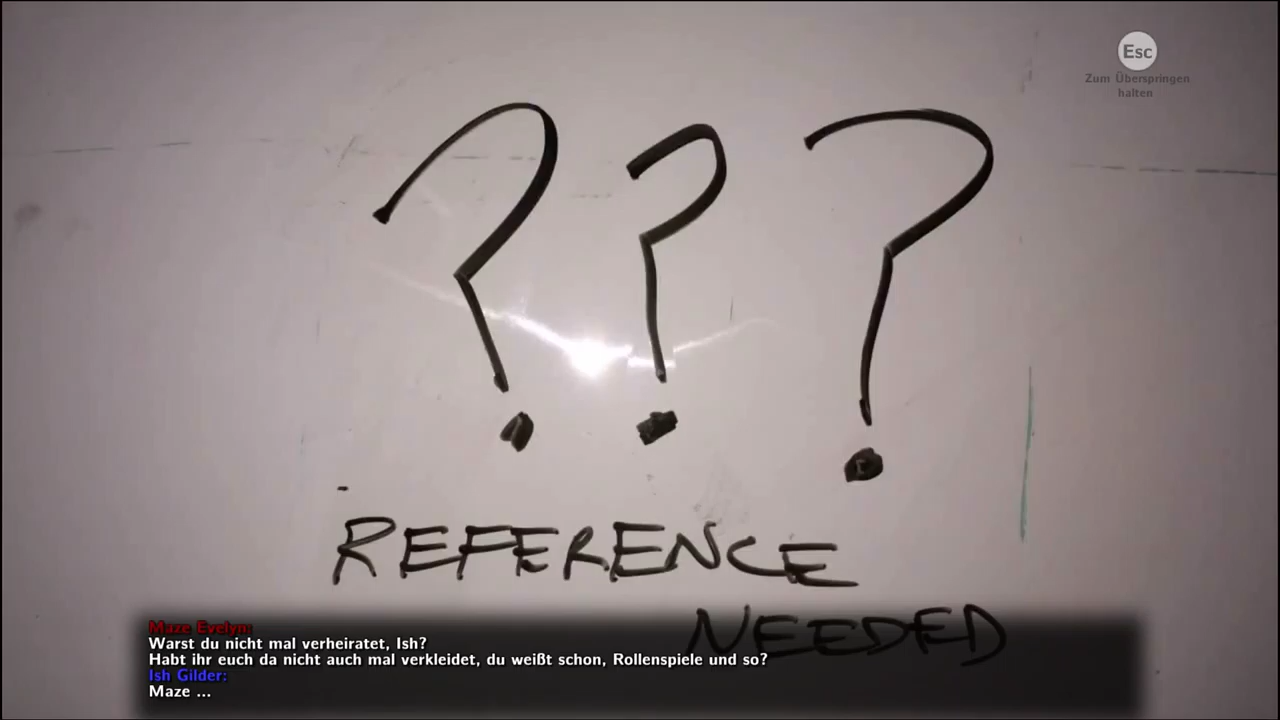 Esc
Zum Überspringen
halten
? ? ?
REFERENCE
NEEDED
Maze Evelyn:
Warst du nicht mal verheiratet, Ish?
Habt ihr euch da nicht auch mal verkleidet, du weißt schon, Rollenspiele und so?
Ish Gilder:
Maze ...